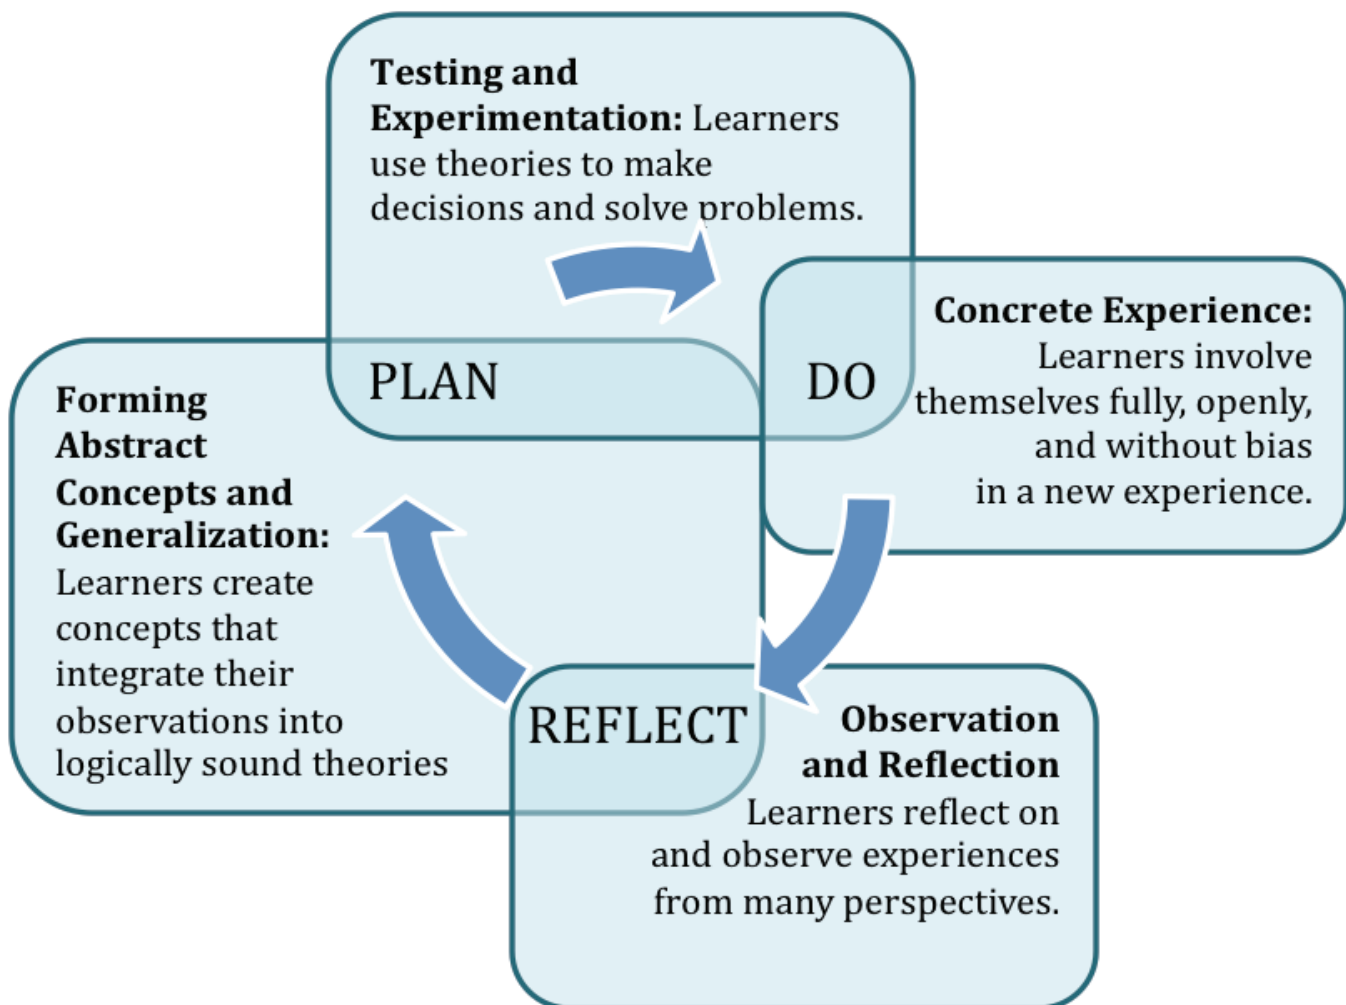 Testing and
Experimentation: Learners
use theories to make
decisions and solve problems.
PLAN
DO
Concrete Experience:
Learners involve
themselves fully, openly,
and without bias
in a new experience.
Forming
Abstract
Concepts and
Generalization:
Learners create
concepts that
integrate their
observations into
logically sound theories
REFLECT
Observation
and Reflection
Learners reflect on
and observe experiences
from many perspectives.